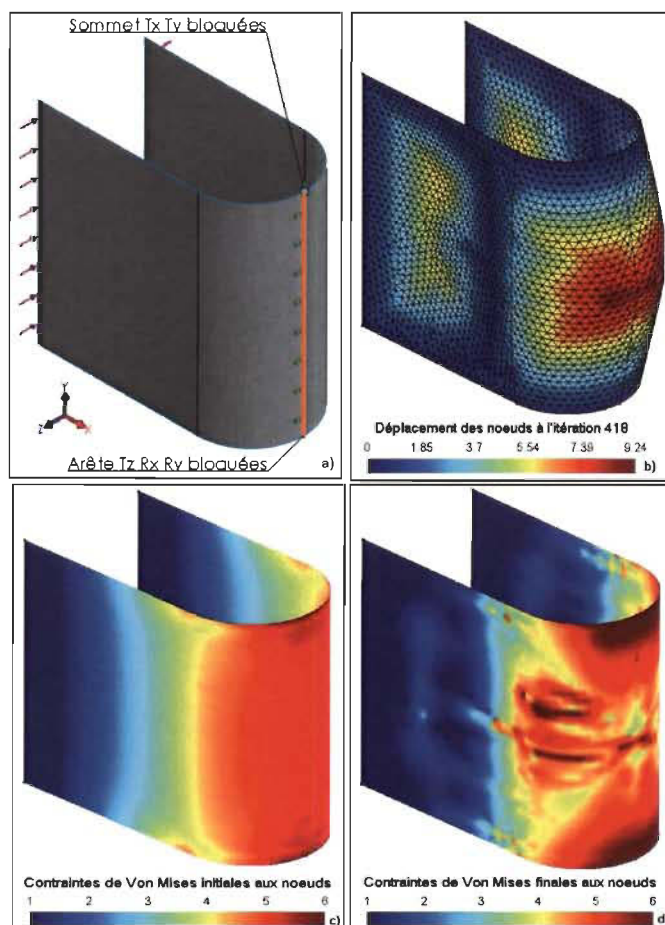 Sommet Tx Ty bloquées
Y
Z
X
Arête Tz Rx Ry bloquées
a)
Déplacement des noeuds à l'itération 418
0 1.85 3.7 5.54 7.39 9.24
b)
Contraintes de Von Mises initiales aux noeuds
1 2 3 4 5 6
c)
Contraintes de Von Mises finales aux noeuds
1 2 3 4 5 6
d